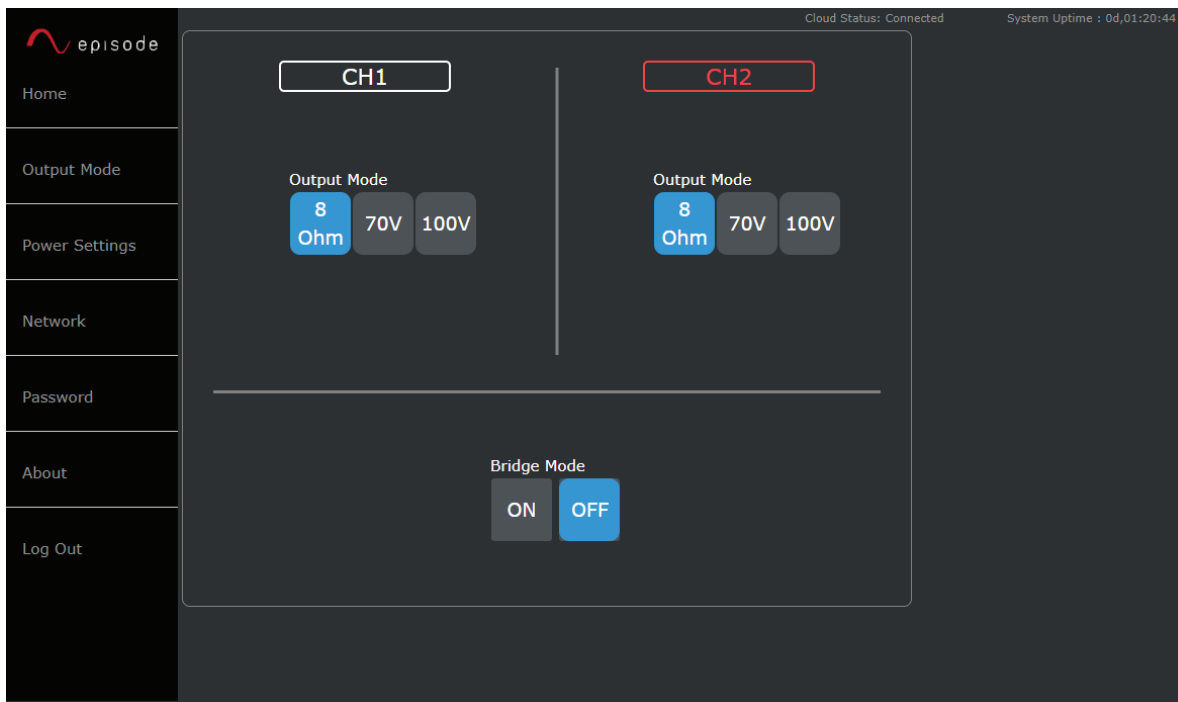 Cloud Status: Connected System Uptime : 0d,01:20:44
episode
Home
Output Mode
Power Settings
Network
Password
About
Log Out
CH1
Output Mode
8 Ohm 70V 100V
CH2
Output Mode
8 Ohm 70V 100V
Bridge Mode
ON OFF